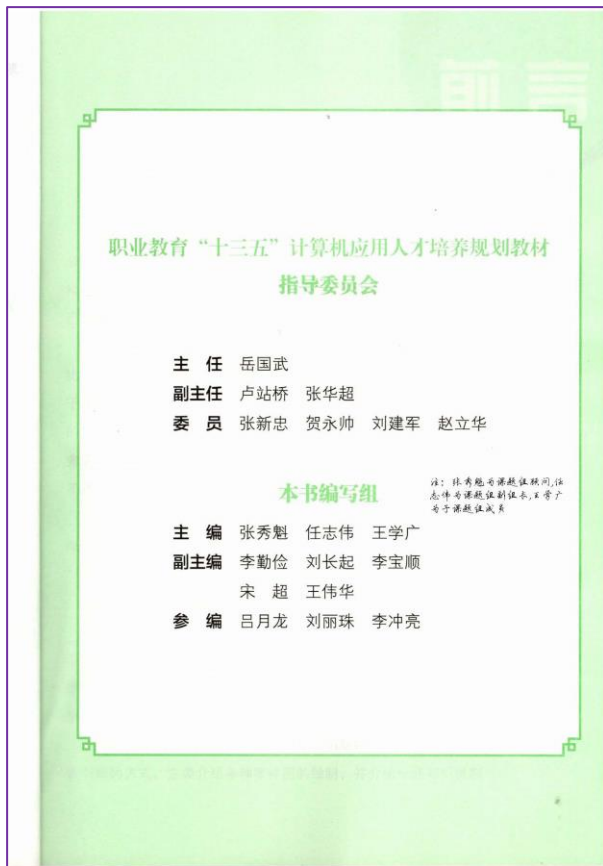 前言
职业教育“十三五”计算机应用人才培养规划教材
指导委员会
主 任 岳国武
副主任 卢站桥 张华超
委 员 张新忠 贺永帅 刘建军 赵立华
注：张秀魁为课题组顾问，任
志伟为课题组副组长，王学广
为子课题组成员
本书编写组
主 编 张秀魁 任志伟 王学广
副主编 李勤俭 刘长起 李宝顺
宋 超 王伟华
参 编 吕月龙 刘丽珠 李冲亮